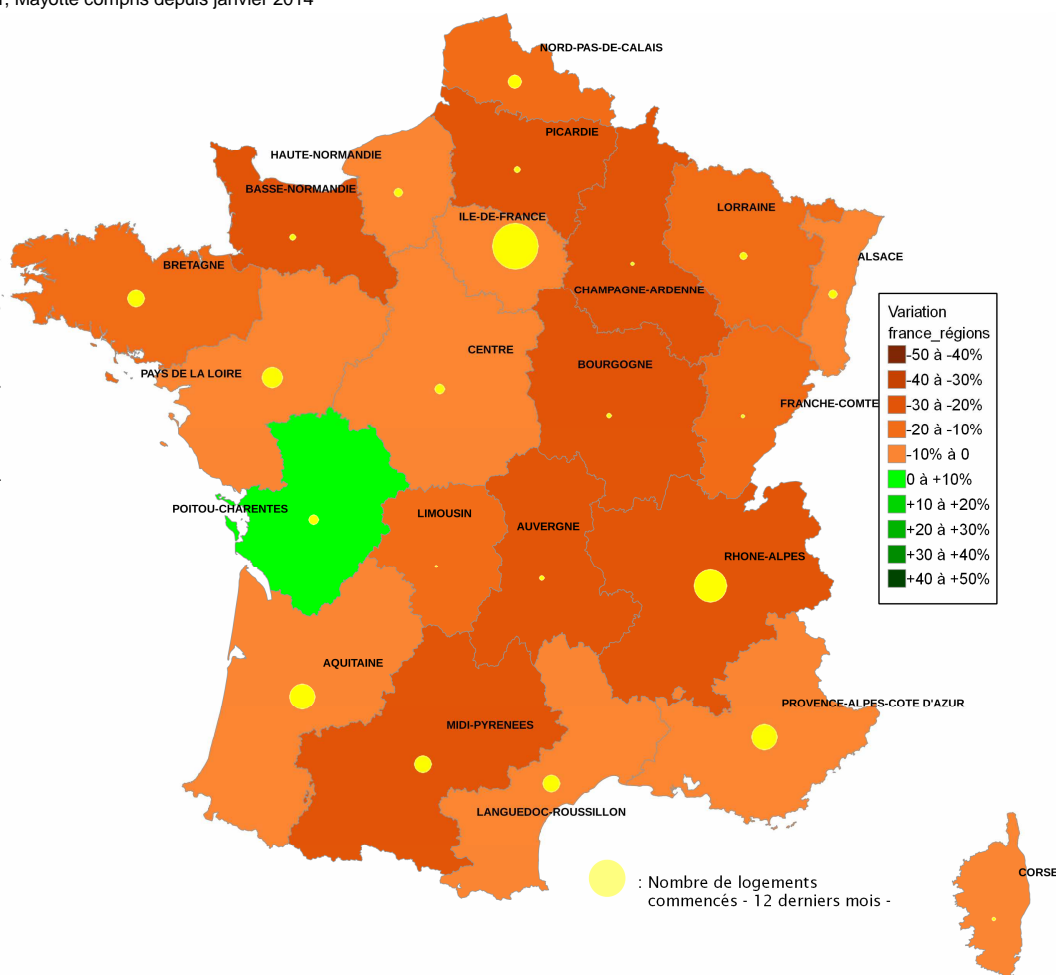 , Mayotte compris depuis janvier 2014
NORD-PAS-DE-CALAIS
PICARDIE
HAUTE-NORMANDIE
BASSE-NORMANDIE
LORRAINE
ILE-DE-FRANCE
ALSACE
BRETAGNE
CHAMPAGNE-ARDENNE
CENTRE
BOURGOGNE
PAYS DE LA LOIRE
FRANCHE-COMTE
POITOU-CHARENTES
LIMOUSIN
AUVERGNE
RHONE-ALPES
AQUITAINE
PROVENCE-ALPES-COTE D'AZUR
MIDI-PYRENEES
LANGUEDOC-ROUSSILLON
CORSE
Variation
france_régions
-50 à -40%
-40 à -30%
-30 à -20%
-20 à -10%
-10% à 0
0 à +10%
+10 à +20%
+20 à +30%
+30 à +40%
+40 à +50%
: Nombre de logements
commencés - 12 derniers mois -